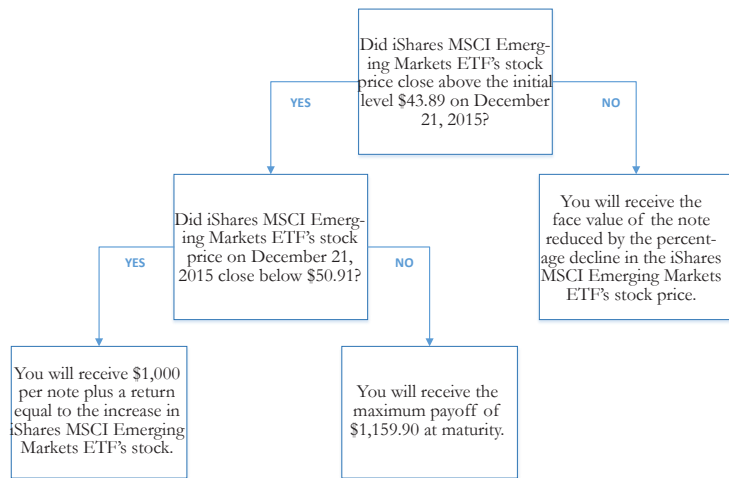 Did iShares MSCI Emerg-
ing Markets ETF's stock
price close above the initial
level $43.89 on December
21, 2015?
YES
NO
Did iShares MSCI Emerg-
ing Markets ETF's stock
price on December 21,
2015 close below $50.91?
You will receive the
face value of the note
reduced by the percent-
age decline in the iShares
MSCI Emerging Markets
ETF's stock price.
YES
NO
You will receive $1,000
per note plus a return
equal to the increase in
iShares MSCI Emerging
Markets ETF's stock.
You will receive the
maximum payoff of
$1,159.90 at maturity.